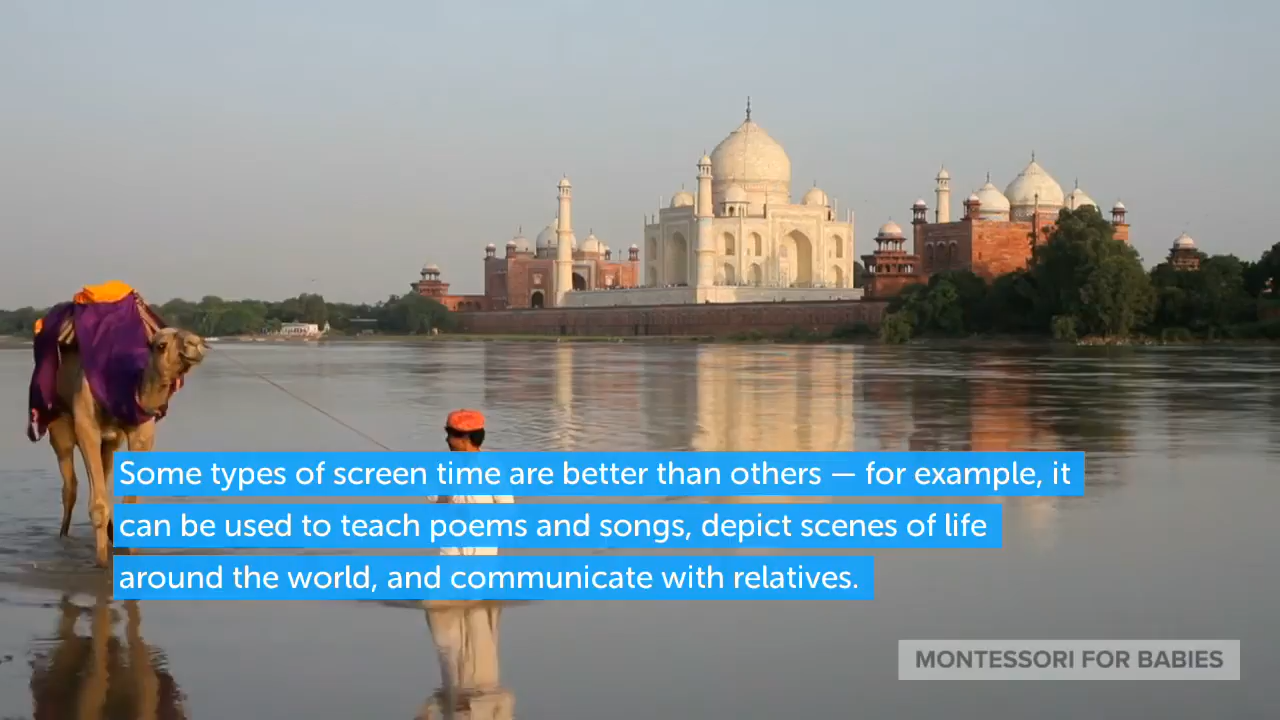 Some types of screen time are better than others — for example, it
can be used to teach poems and songs, depict scenes of life
around the world, and communicate with relatives.
MONTESSORI FOR BABIES